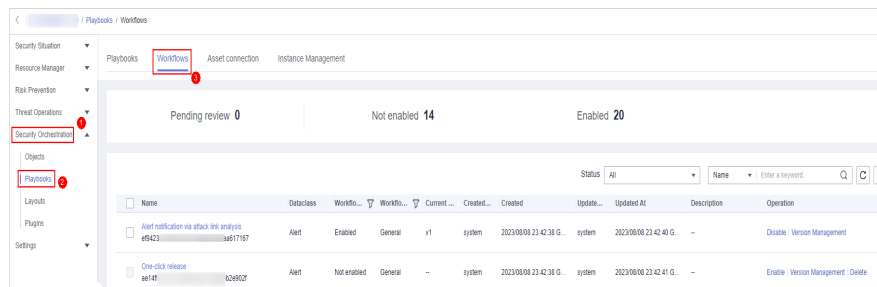 / Playbooks / Workflows
Security Situation
Resource Manager
Risk Prevention
Threat Operations
1
Security Orchestration
Objects
Playbooks
2
Layouts
Plugins
Settings
Playbooks Workflows Asset connection Instance Management
3
Pending review 0 Not enabled 14 Enabled 20
Status All Name Enter a keyword.
Name Dataclass Workflo... Workflo... Current ... Created... Created Update... Updated At Description Operation
Alert notification via attack link analysis
ef9423 aa617167
Alert Enabled General v1 system 2023/08/08 23:42:38 G... system 2023/08/08 23:42:40 G... -- Disable Version Management
One-click release
ae14f b2e902f
Alert Not enabled General -- system 2023/08/08 23:42:38 G... system 2023/08/08 23:42:41 G... -- Enable Version Management Delete